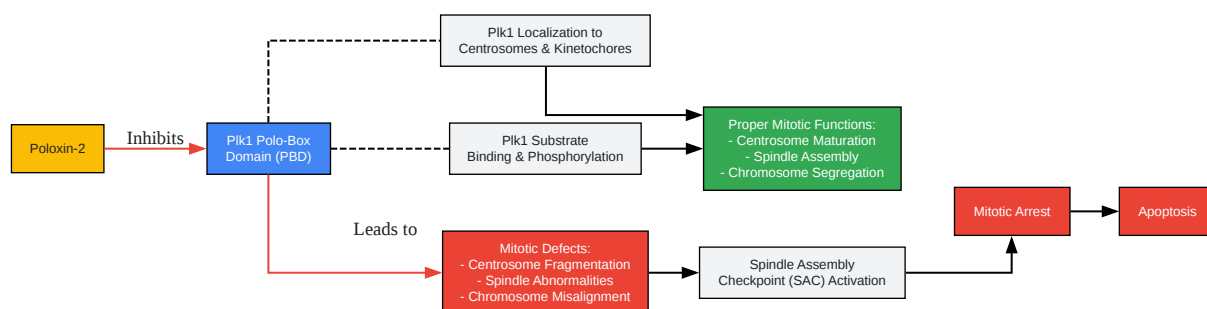 Plk1 Localization to
Centrosomes & Kinetochores
Poloxin-2
Inhibits
Plk1 Polo-Box
Domain (PBD)
Plk1 Substrate
Binding & Phosphorylation
Proper Mitotic Functions:
- Centrosome Maturation
- Spindle Assembly
- Chromosome Segregation
Leads to
Mitotic Defects:
- Centrosome Fragmentation
- Spindle Abnormalities
- Chromosome Misalignment
Spindle Assembly
Checkpoint (SAC) Activation
Mitotic Arrest
Apoptosis